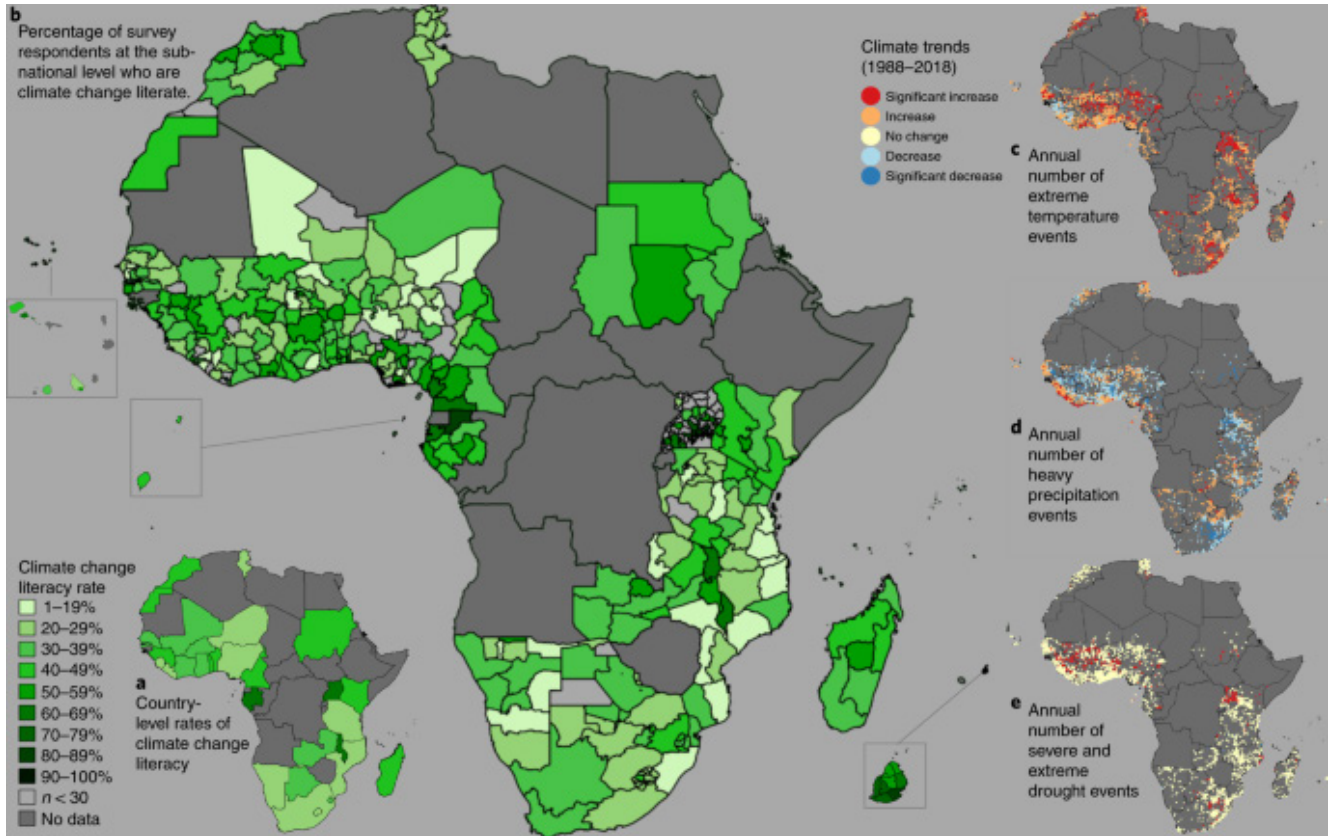 b
Percentage of survey
respondents at the sub-
national level who are
climate change literate.
Climate trends
(1988–2018)
Significant increase
Increase
No change
Decrease
Significant decrease
c Annual
number of
extreme
temperature
events
d Annual
number of
heavy
precipitation
events
e Annual
number of
severe and
extreme
drought events
Climate change
literacy rate
1–19%
20–29%
30–39%
40–49%
50–59%
60–69%
70–79%
80–89%
90–100%
n < 30
No data
a
Country-
level rates of
climate change
literacy